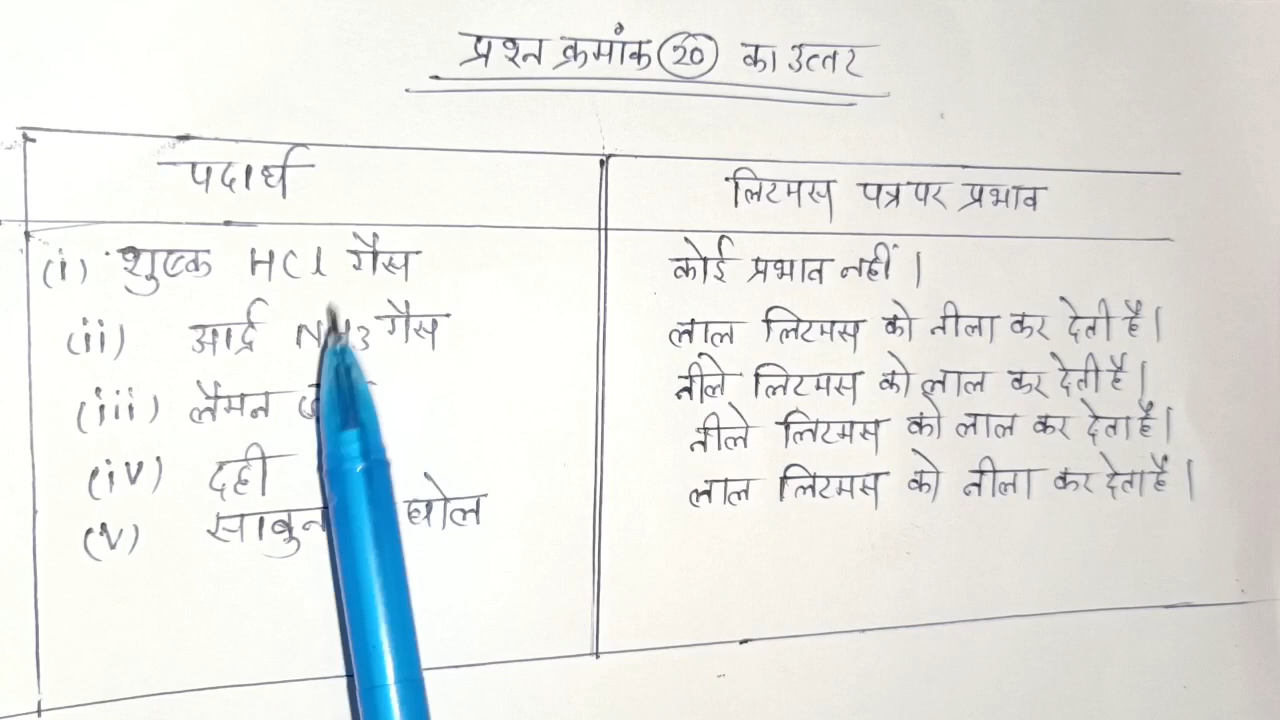 प्रश्न क्रमांक 20 का उत्तर
पदार्थ लिटमस पत्र पर प्रभाव
(i) शुष्क HCl गैस कोई प्रभाव नहीं।
(ii) आर्द्र NH3 गैस लाल लिटमस को नीला कर देती है।
(iii) लैमन नीले लिटमस को लाल कर देती है।
(iv) दही नीले लिटमस को लाल कर देता है।
(v) साबुन घोल लाल लिटमस को नीला कर देता है।